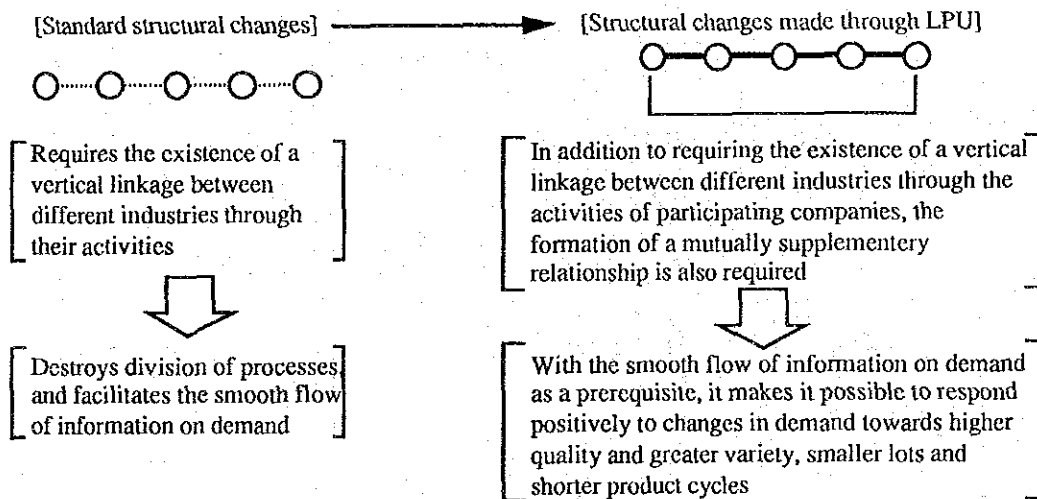 [Standard structural changes]
[Structural changes made through LPU]
Requires the existence of a
vertical linkage between
different industries through
their activities
In addition to requiring the existence of a vertical
linkage between different industries through the
activities of participating companies, the
formation of a mutually supplementery
relationship is also required
Destroys division of processes
and facilitates the smooth flow
of information on demand
With the smooth flow of information on demand
as a prerequisite, it makes it possible to respond
positively to changes in demand towards higher
quality and greater variety, smaller lots and
shorter product cycles